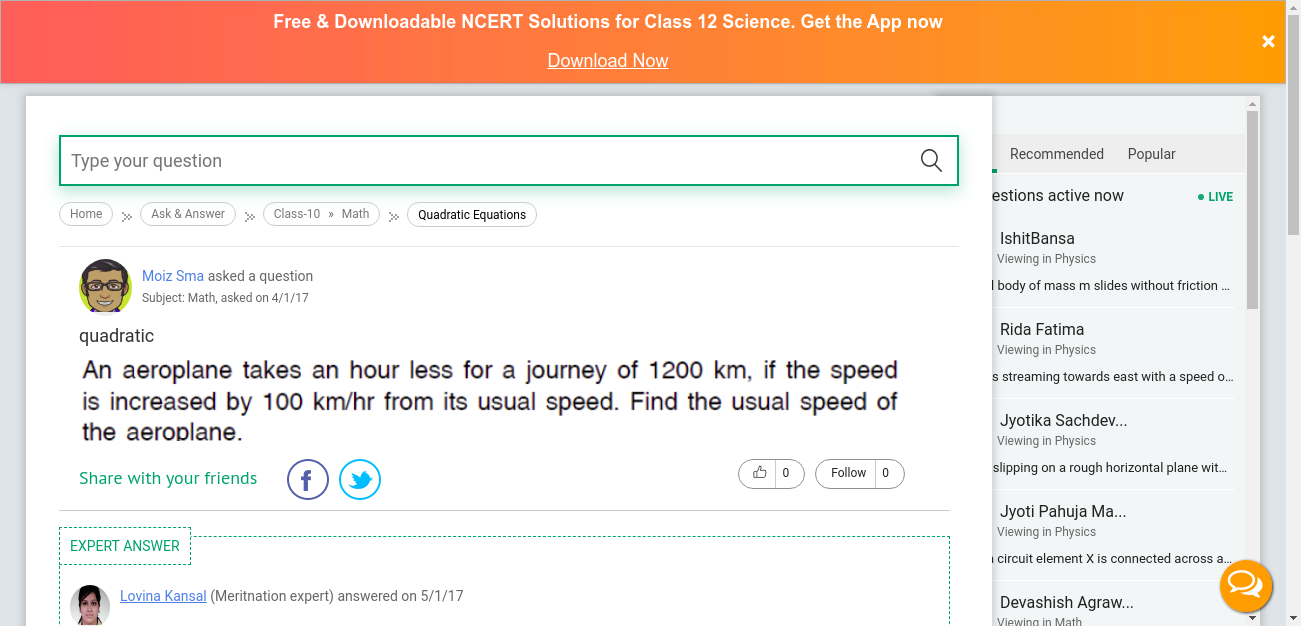 Free & Downloadable NCERT Solutions for Class 12 Science. Get the App now
Download Now
×
Type your question
Home
Ask & Answer
Class-10 » Math
Quadratic Equations
Moiz Sma asked a question
Subject: Math, asked on 4/1/17
quadratic
An aeroplane takes an hour less for a journey of 1200 km, if the speed
is increased by 100 km/hr from its usual speed. Find the usual speed of
the aeroplane.
Share with your friends
0
Follow 0
EXPERT ANSWER
Lovina Kansal (Meritnation expert) answered on 5/1/17
Recommended Popular
estions active now
LIVE
IshitBansa
Viewing in Physics
l body of mass m slides without friction ...
Rida Fatima
Viewing in Physics
s streaming towards east with a speed o...
Jyotika Sachdev...
Viewing in Physics
slipping on a rough horizontal plane wit...
Jyoti Pahuja Ma...
Viewing in Physics
circuit element X is connected across a...
Devashish Agraw...
Viewing in Math